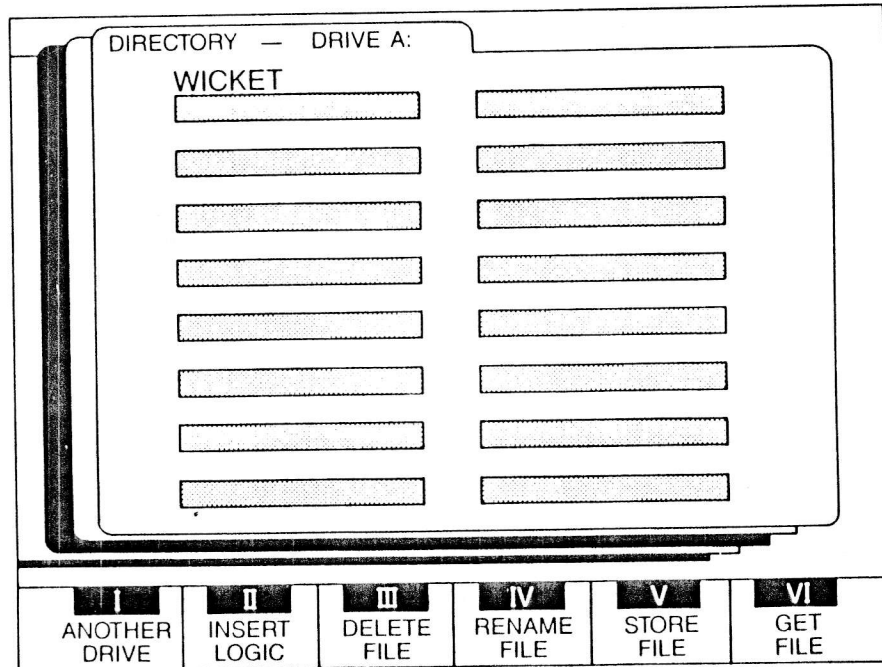 DIRECTORY — DRIVE A:
WICKET
I II III IV V VI
ANOTHER INSERT DELETE RENAME STORE GET
DRIVE LOGIC FILE FILE FILE FILE